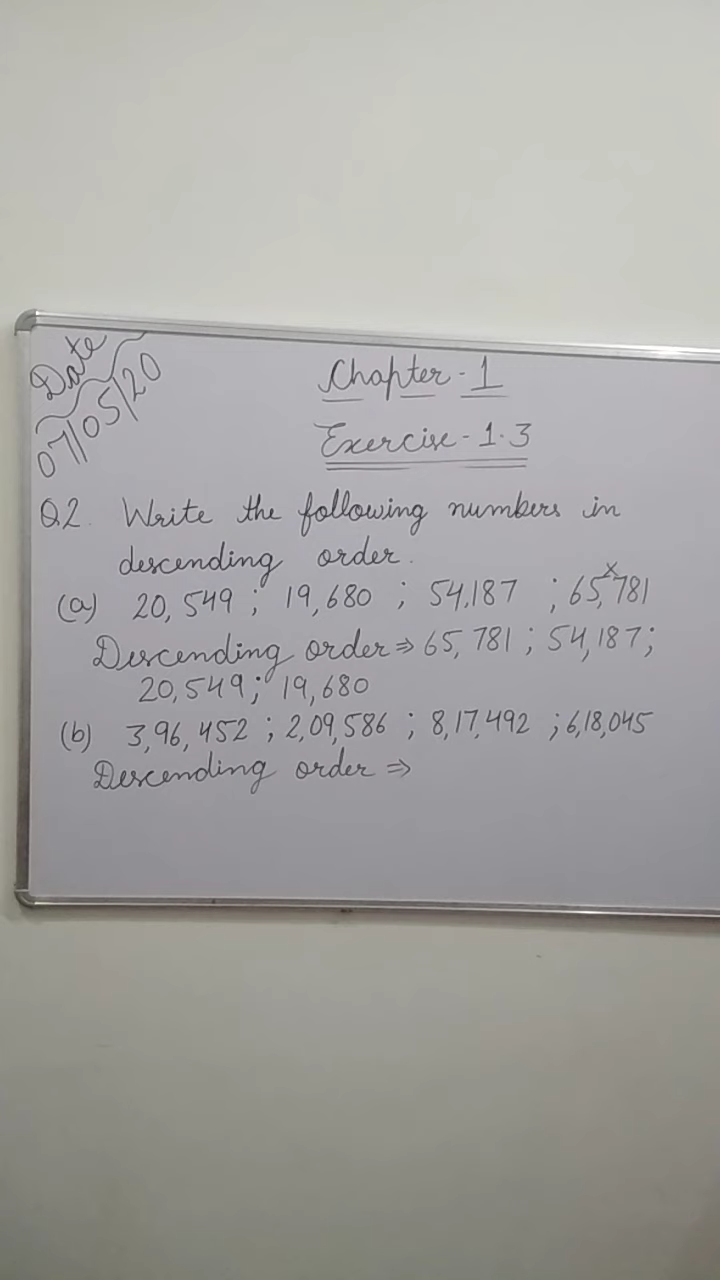 Date
07/05/20
Chapter - 1
Exercise - 1.3
Q2. Write the following numbers in
descending order.
(a) 20,549 ; 19,680 ; 54,187 ; 65,781
Descending order ⇒ 65,781 ; 54,187 ;
20,549 ; 19,680
(b) 3,96,452 ; 2,09,586 ; 8,17,492 ; 6,18,045
Descending order ⇒